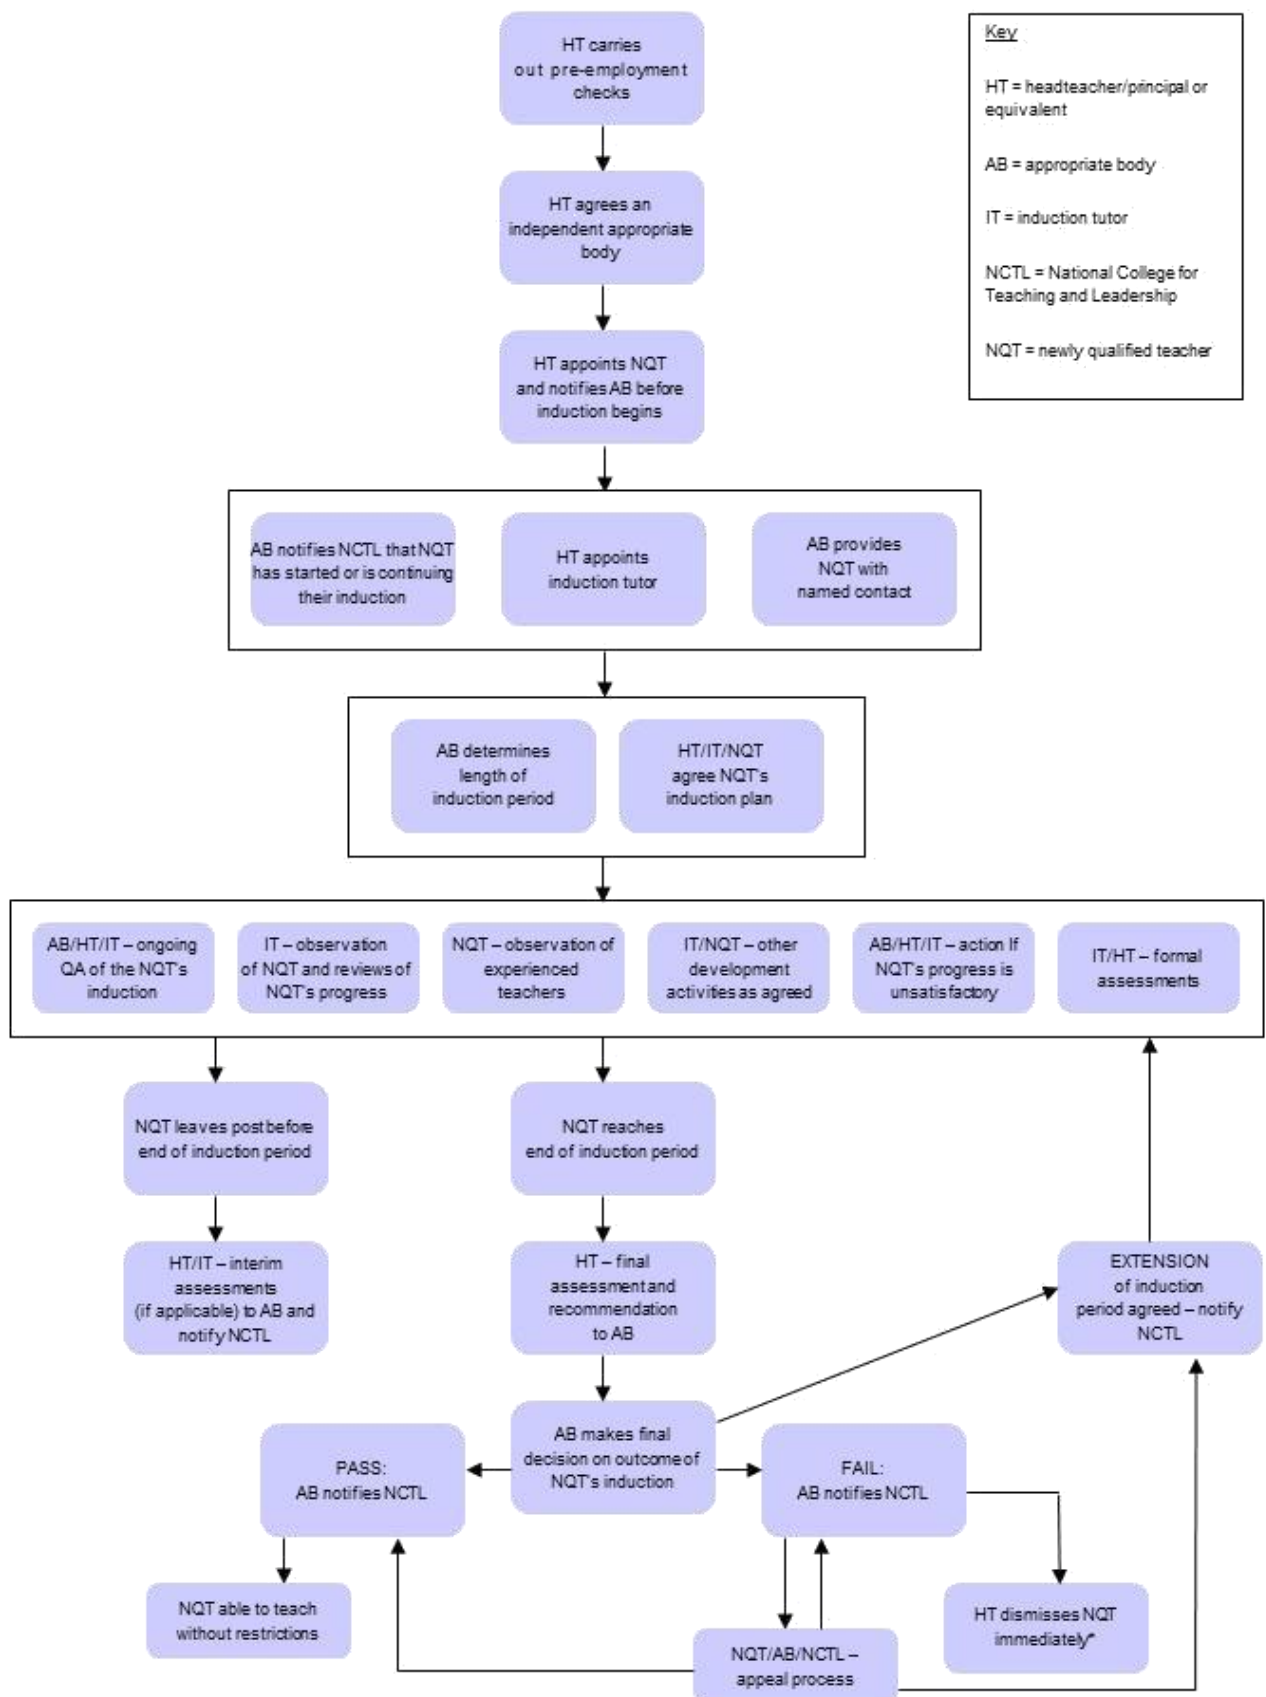 HT carries
out pre-employment
checks
Key
HT = headteacher/principal or
equivalent
AB = appropriate body
IT = induction tutor
NCTL = National College for
Teaching and Leadership
NQT = newly qualified teacher
HT agrees an
independent appropriate
body
HT appoints NQT
and notifies AB before
induction begins
AB notifies NCTL that NQT
has started or is continuing
their induction
HT appoints
induction tutor
AB provides
NQT with
named contact
AB determines
length of
induction period
HT/IT/NQT
agree NQT's
induction plan
AB/HT/IT – ongoing
QA of the NQT's
induction
IT – observation
of NQT and reviews of
NQT's progress
NQT – observation of
experienced
teachers
IT/NQT – other
development
activities as agreed
AB/HT/IT – action If
NQT's progress is
unsatisfactory
IT/HT – formal
assessments
NQT leaves post before
end of induction period
NQT reaches
end of induction period
HT/IT – interim
assessments
(if applicable) to AB and
notify NCTL
HT – final
assessment and
recommendation
to AB
EXTENSION
of induction
period agreed – notify
NCTL
PASS:
AB notifies NCTL
AB makes final
decision on outcome of
NQT's induction
FAIL:
AB notifies NCTL
NQT able to teach
without restrictions
NQT/AB/NCTL –
appeal process
HT dismisses NQT
immediately*